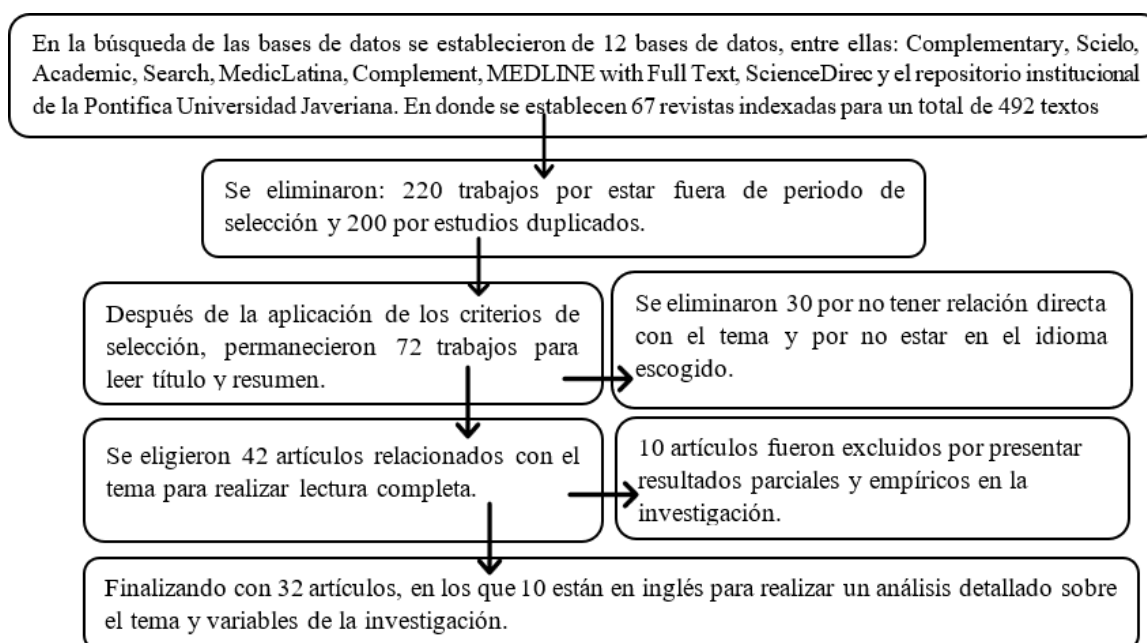 En la búsqueda de las bases de datos se establecieron de 12 bases de datos, entre ellas: Complementary, Scielo,
Academic, Search, MedicLatina, Complement, MEDLINE with Full Text, ScienceDirec y el repositorio institucional
de la Pontifica Universidad Javeriana. En donde se establecen 67 revistas indexadas para un total de 492 textos
Se eliminaron: 220 trabajos por estar fuera de periodo de
selección y 200 por estudios duplicados.
Después de la aplicación de los criterios de
selección, permanecieron 72 trabajos para
leer título y resumen.
Se eliminaron 30 por no tener relación directa
con el tema y por no estar en el idioma
escogido.
Se eligieron 42 artículos relacionados con el
tema para realizar lectura completa.
10 artículos fueron excluidos por presentar
resultados parciales y empíricos en la
investigación.
Finalizando con 32 artículos, en los que 10 están en inglés para realizar un análisis detallado sobre
el tema y variables de la investigación.